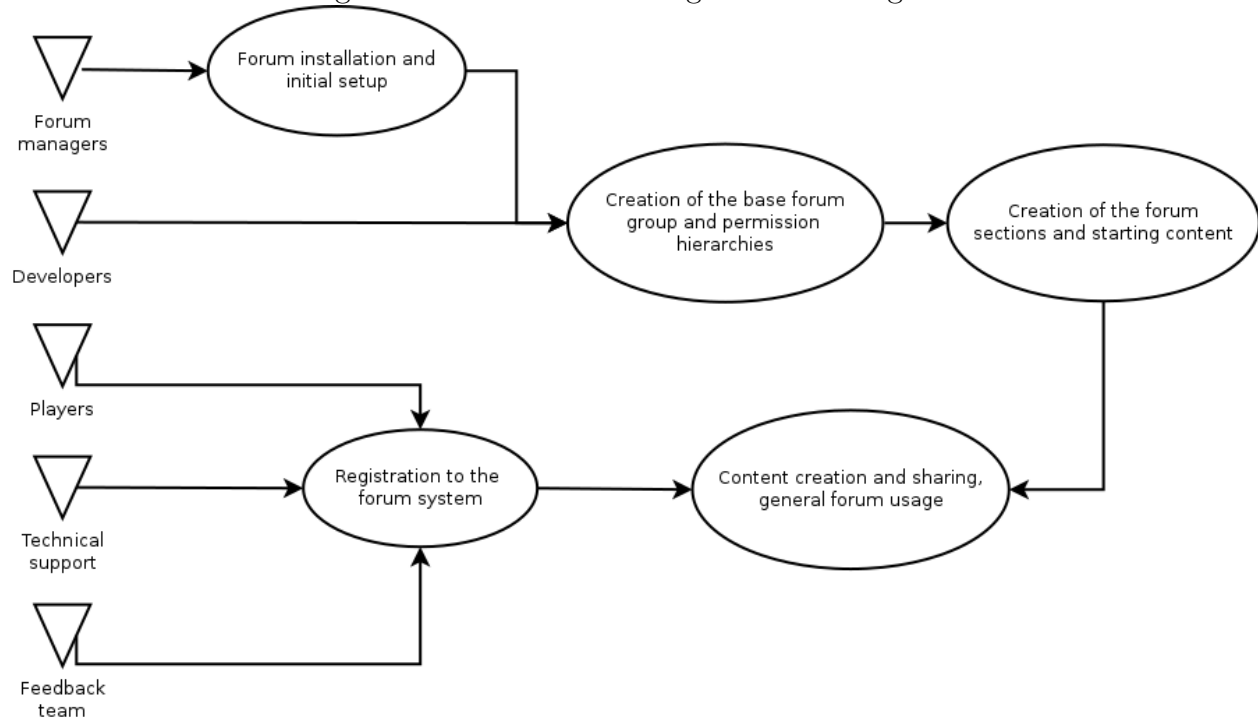 Forum installation and
initial setup
Forum
managers
Creation of the base forum
group and permission
hierarchies
Creation of the forum
sections and starting content
Developers
Players
Registration to the
forum system
Content creation and sharing,
general forum usage
Technical
support
Feedback
team